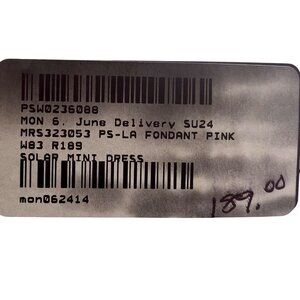 PSW0236088
MON 6. June Delivery SU24
MRS323053 PS-LA FONDANT PINK
W83 R189
SOLAR MINI DRESS
mon062414
189.00